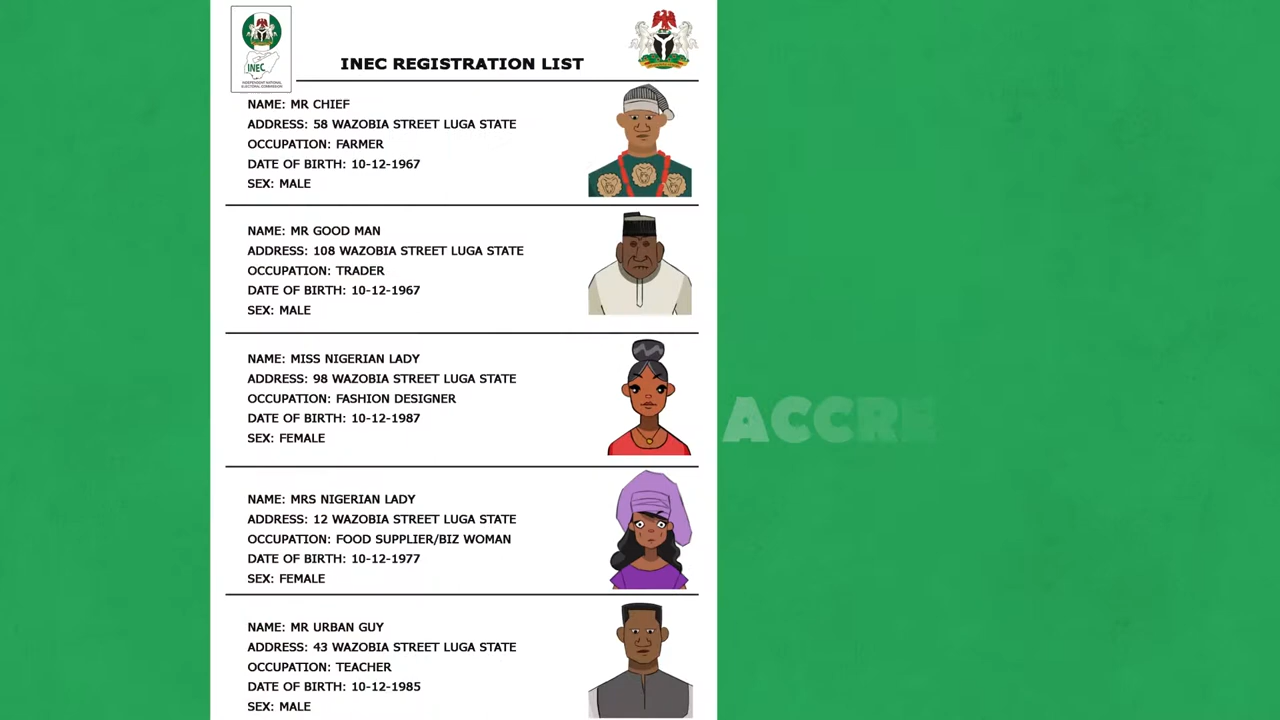 INEC REGISTRATION LIST
INEC
INDEPENDENT NATIONAL
ELECTORAL COMMISSION
NAME: MR CHIEF
ADDRESS: 58 WAZOBIA STREET LUGA STATE
OCCUPATION: FARMER
DATE OF BIRTH: 10-12-1967
SEX: MALE
NAME: MR GOOD MAN
ADDRESS: 108 WAZOBIA STREET LUGA STATE
OCCUPATION: TRADER
DATE OF BIRTH: 10-12-1967
SEX: MALE
NAME: MISS NIGERIAN LADY
ADDRESS: 98 WAZOBIA STREET LUGA STATE
OCCUPATION: FASHION DESIGNER
DATE OF BIRTH: 10-12-1987
SEX: FEMALE
NAME: MRS NIGERIAN LADY
ADDRESS: 12 WAZOBIA STREET LUGA STATE
OCCUPATION: FOOD SUPPLIER/BIZ WOMAN
DATE OF BIRTH: 10-12-1977
SEX: FEMALE
NAME: MR URBAN GUY
ADDRESS: 43 WAZOBIA STREET LUGA STATE
OCCUPATION: TEACHER
DATE OF BIRTH: 10-12-1985
SEX: MALE
ACCRE